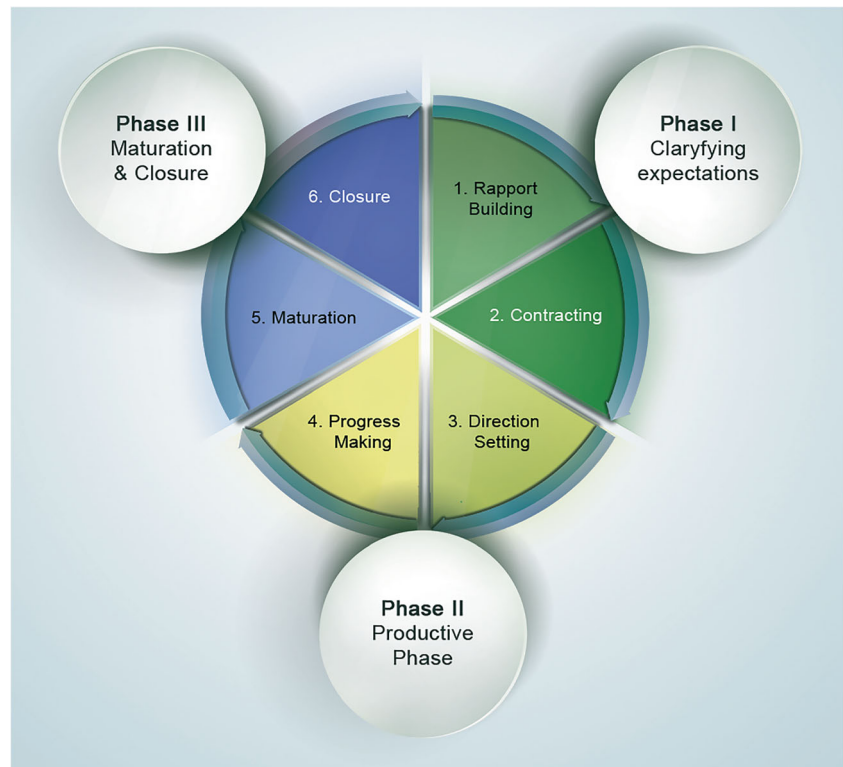 Phase I
Claryfying
expectations
1. Rapport
Building
2. Contracting
3. Direction
Setting
Phase II
Productive
Phase
4. Progress
Making
5. Maturation
6. Closure
Phase III
Maturation
& Closure